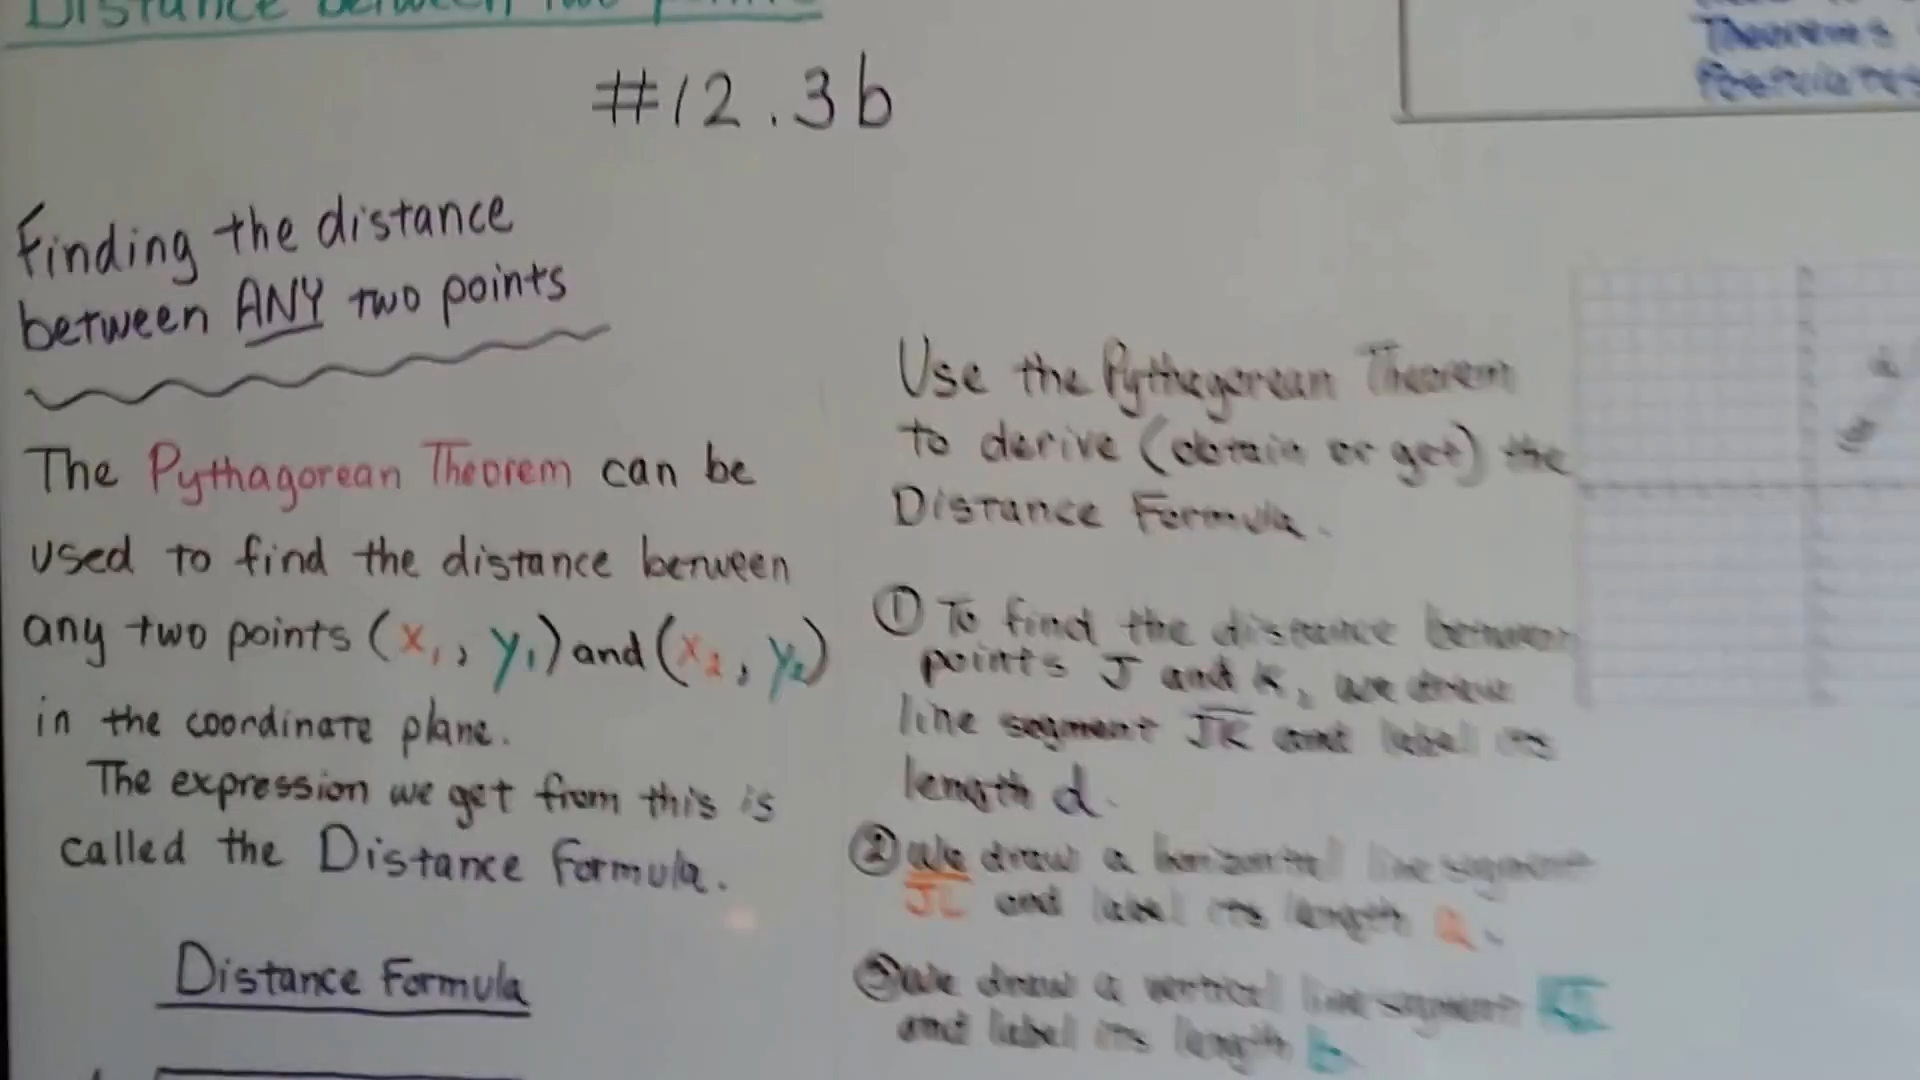 Distance between two points
#12.3b
Finding the distance
between ANY two points
The Pythagorean Theorem can be
used to find the distance between
any two points (x₁, y₁) and (x₂, y₂)
in the coordinate plane.
The expression we get from this is
called the Distance Formula.
Distance Formula
Theorems
Use the Pythagorean Theorem
to derive (obtain or get) the
Distance Formula.
① To find the distance between
points J and K, we draw
line segment JK and label its
length d.
② We draw a horizontal line segment
JL and label its length a.
③ We draw a vertical line segment
and label its length b.